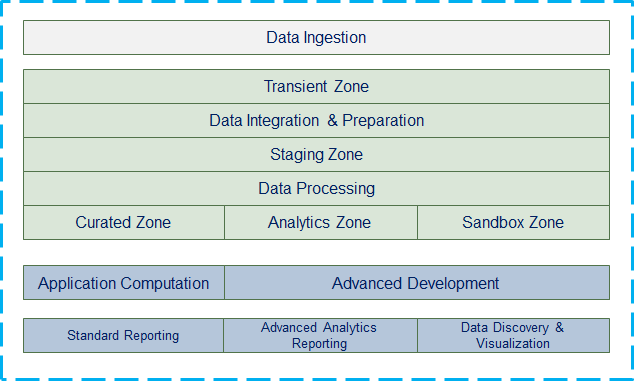 Data Ingestion
Transient Zone
Data Integration & Preparation
Staging Zone
Data Processing
Curated Zone
Analytics Zone
Sandbox Zone
Application Computation
Advanced Development
Standard Reporting
Advanced Analytics
Reporting
Data Discovery &
Visualization